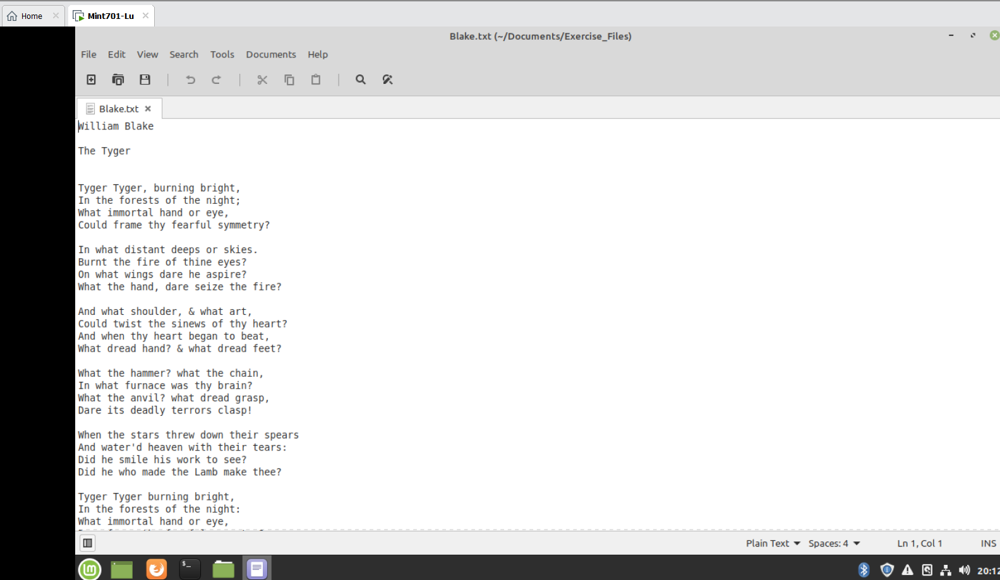 Home
Mint701-Lu
Blake.txt (~/Documents/Exercise_Files)
File Edit View Search Tools Documents Help
Blake.txt
William Blake
The Tyger
Tyger Tyger, burning bright,
In the forests of the night;
What immortal hand or eye,
Could frame thy fearful symmetry?
In what distant deeps or skies.
Burnt the fire of thine eyes?
On what wings dare he aspire?
What the hand, dare seize the fire?
And what shoulder, & what art,
Could twist the sinews of thy heart?
And when thy heart began to beat,
What dread hand? & what dread feet?
What the hammer? what the chain,
In what furnace was thy brain?
What the anvil? what dread grasp,
Dare its deadly terrors clasp!
When the stars threw down their spears
And water'd heaven with their tears:
Did he smile his work to see?
Did he who made the Lamb make thee?
Tyger Tyger burning bright,
In the forests of the night:
What immortal hand or eye,
Plain Text Spaces: 4 Ln 1, Col 1 INS
20:12